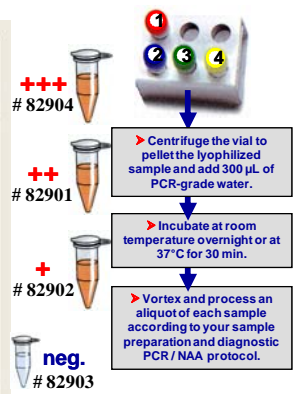 +++
# 82904
++
# 82901
+
# 82902
neg.
# 82903
1
2 3 4
➤ Centrifuge the vial to
pellet the lyophilized
sample and add 300 µL of
PCR-grade water.
➤ Incubate at room
temperature overnight or at
37°C for 30 min.
➤ Vortex and process an
aliquot of each sample
according to your sample
preparation and diagnostic
PCR / NAA protocol.